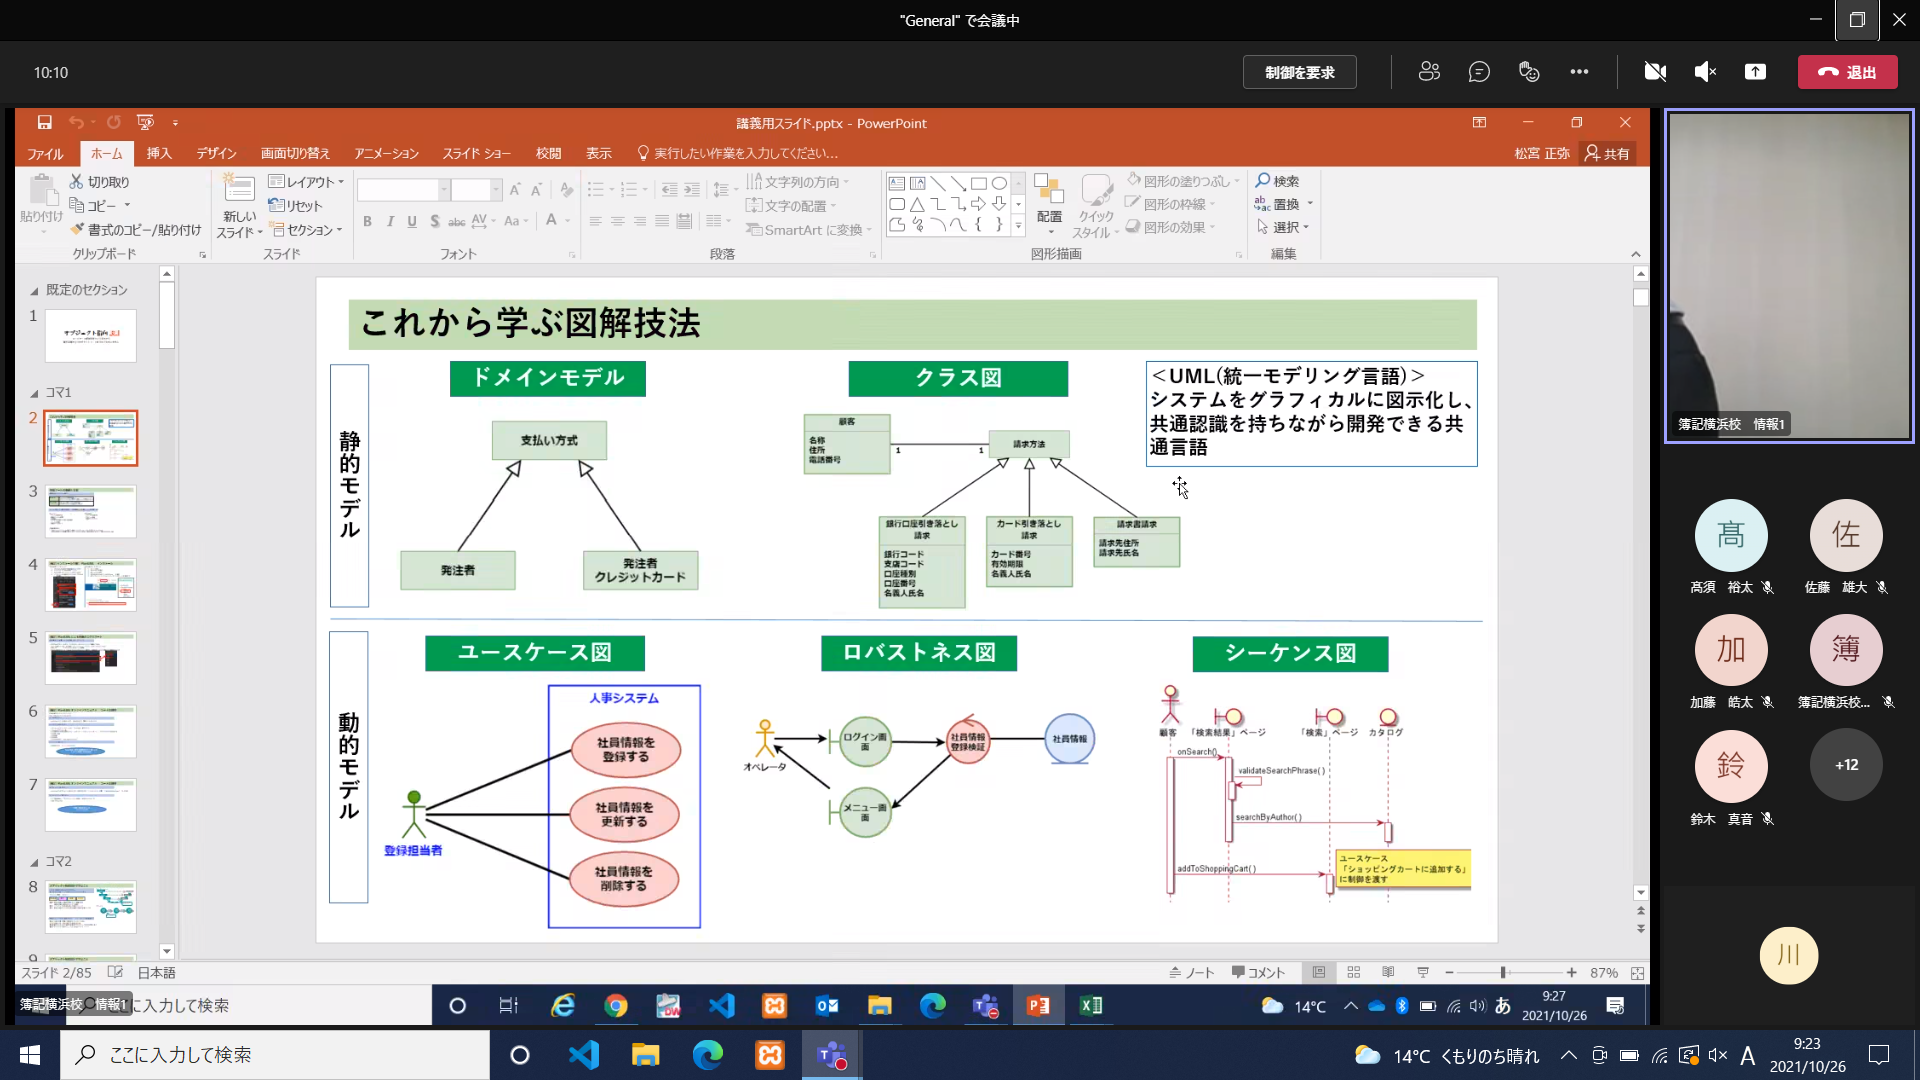 "General" で会議中
10:10
制御を要求
退出
講義用スライド.pptx - PowerPoint
ファイル
ホーム
挿入
デザイン
画面切り替え
アニメーション
スライド ショー
校閲
表示
実行したい作業を入力してください...
松宮 正弥
共有
貼り付け
切り取り
コピー
書式のコピー/貼り付け
クリップボード
新しい
スライド
レイアウト
リセット
セクション
スライド
フォント
文字列の方向
文字の配置
SmartArt に変換
段落
配置
クイック
スタイル
図形の塗りつぶし
図形の枠線
図形の効果
図形描画
検索
置換
選択
編集
既定のセクション
1
コマ1
2
3
4
5
6
7
コマ2
8
9
これから学ぶ図解技法
静的モデル
ドメインモデル
支払い方式
発注者
発注者
クレジットカード
クラス図
顧客
名称
住所
電話番号
1
1
請求方法
銀行口座引き落とし
請求
銀行コード
支店コード
口座種別
口座番号
名義人氏名
カード引き落とし
請求
カード番号
有効期限
名義人氏名
請求書請求
請求先住所
請求先氏名
＜UML(統一モデリング言語)＞
システムをグラフィカルに図示化し、
共通認識を持ちながら開発できる共
通言語
動的モデル
ユースケース図
人事システム
社員情報を
登録する
社員情報を
更新する
社員情報を
削除する
登録担当者
ロバストネス図
オペレータ
ログイン画
面
社員情報
登録検証
社員情報
メニュー画
面
シーケンス図
顧客
「検索結果」ページ
「検索」ページ
カタログ
onSearch()
validateSearchPhrase( )
searchByAuthor( )
addToShoppingCart( )
ユースケース
「ショッピングカートに追加する」
に制御を渡す
スライド 2/85
日本語
ノート
コメント
87%
簿記横浜校 情報1
ここに入力して検索
14°C
あ
9:27
2021/10/26
簿記横浜校 情報1
髙
佐
髙須 裕太
佐藤 雄大
加
簿
加藤 皓太
簿記横浜校...
鈴
+12
鈴木 真音
川
ここに入力して検索
14°C くもりのち晴れ
A
9:23
2021/10/26